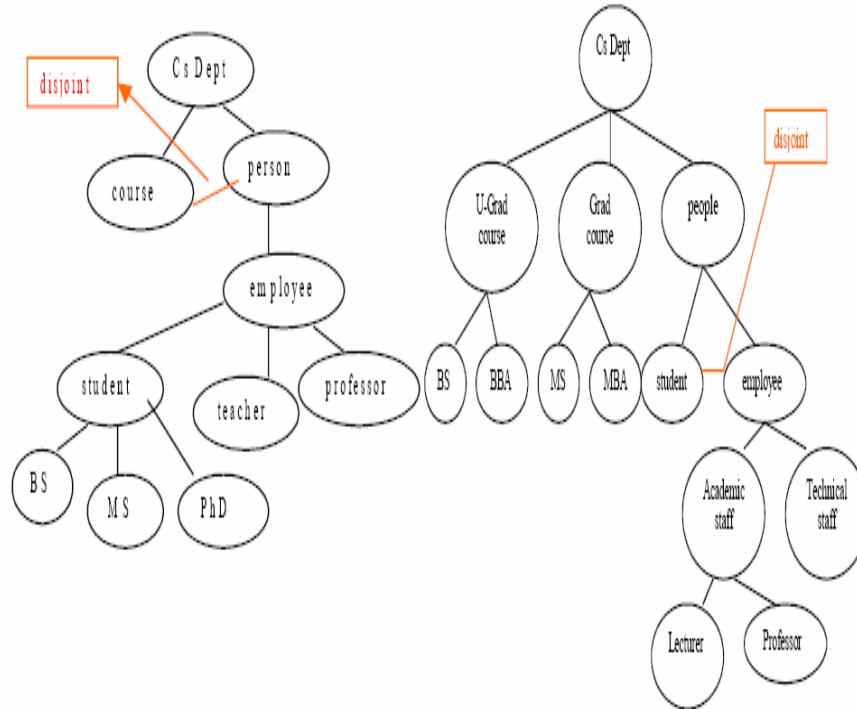 Cs Dept
disjoint
course
person
employee
student
teacher
professor
BS
MS
PhD
Cs Dept
disjoint
U-Grad
course
Grad
course
people
BS
BBA
MS
MBA
student
employee
Academic
staff
Technical
staff
Lecturer
Professor